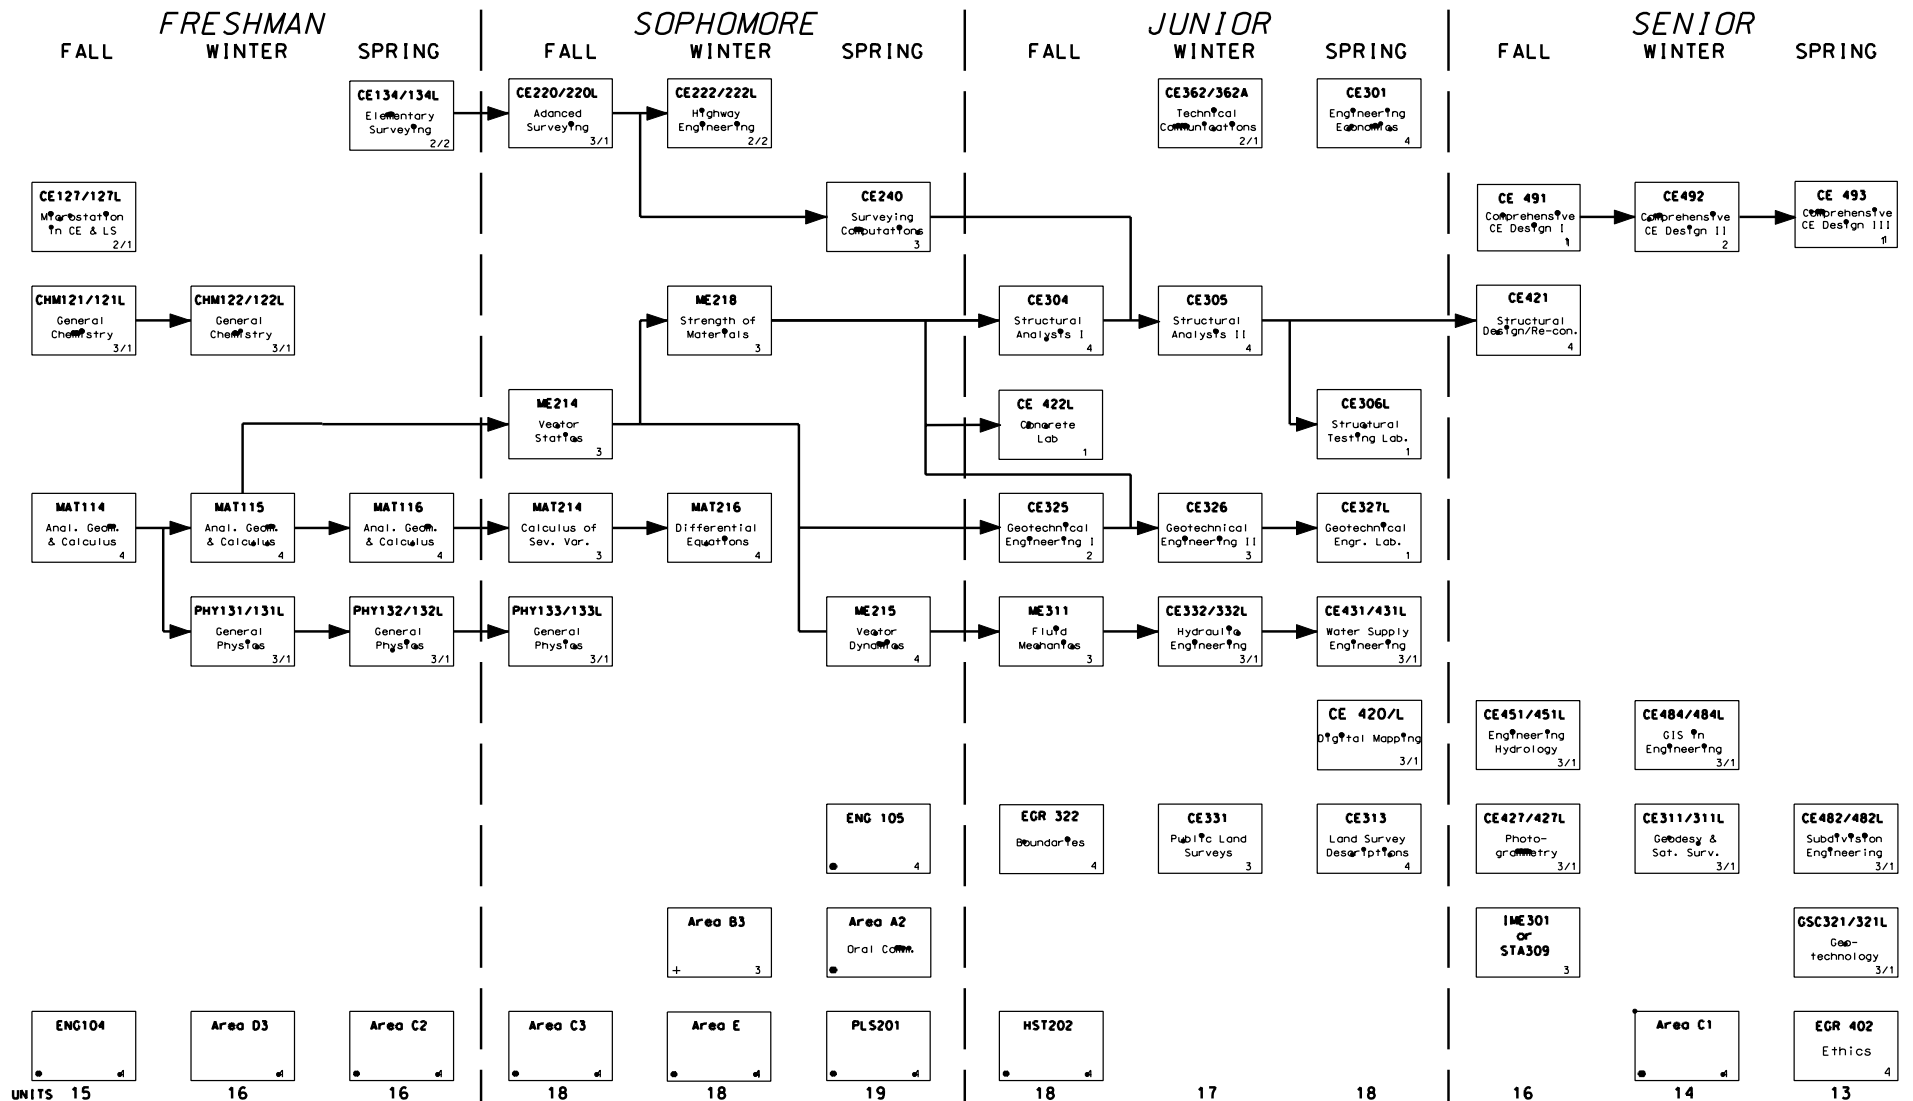 FRESHMAN SOPHOMORE JUNIOR SENIOR
FALL WINTER SPRING FALL WINTER SPRING FALL WINTER SPRING FALL WINTER SPRING
CE134/134L
Elementary
Surveying
2/2
CE220/220L
Adanced
Surveying
3/1
CE222/222L
Highway
Engineering
2/2
CE362/362A
Technical
Communications
2/1
CE301
Engineering
Economics
4
CE127/127L
Microstation
in CE & LS
2/1
CE240
Surveying
Computations
3
CE 491
Comprehensive
CE Design I
1
CE492
Comprehensive
CE Design II
2
CE 493
Comprehensive
CE Design III
1
CHM121/121L
General
Chemistry
3/1
CHM122/122L
General
Chemistry
3/1
ME218
Strength of
Materials
3
CE304
Structural
Analysis I
4
CE305
Structural
Analysis II
4
CE421
Structural
Design/Re-con.
4
ME214
Vector
Statics
3
CE 422L
Concrete
Lab
1
CE306L
Structural
Testing Lab.
1
MAT114
Anal. Geom.
& Calculus
4
MAT115
Anal. Geom.
& Calculus
4
MAT116
Anal. Geom.
& Calculus
4
MAT214
Calculus of
Sev. Var.
3
MAT216
Differential
Equations
4
CE325
Geotechnical
Engineering I
2
CE326
Geotechnical
Engineering II
3
CE327L
Geotechnical
Engr. Lab.
1
PHY131/131L
General
Physics
3/1
PHY132/132L
General
Physics
3/1
PHY133/133L
General
Physics
3/1
ME215
Vector
Dynamics
4
ME311
Fluid
Mechanics
3
CE332/332L
Hydraulic
Engineering
3/1
CE431/431L
Water Supply
Engineering
3/1
CE 420/L
Digital Mapping
3/1
CE451/451L
Engineering
Hydrology
3/1
CE484/484L
GIS in
Engineering
3/1
ENG 105
4
EGR 322
Boundaries
4
CE331
Public Land
Surveys
3
CE313
Land Survey
Descriptions
4
CE427/427L
Photo-
grammetry
3/1
CE311/311L
Geodesy &
Sat. Surv.
3/1
CE482/482L
Subdivision
Engineering
3/1
Area B3
+ 3
Area A2
Oral Comm.
IME301
or
STA309
3
GSC321/321L
Geo-
technology
3/1
ENG104
4
Area D3
4
Area C2
4
Area C3
4
Area E
4
PLS201
4
HST202
4
Area C1
4
EGR 402
Ethics
4
UNITS 15 16 16 18 18 19 18 17 18 16 14 13